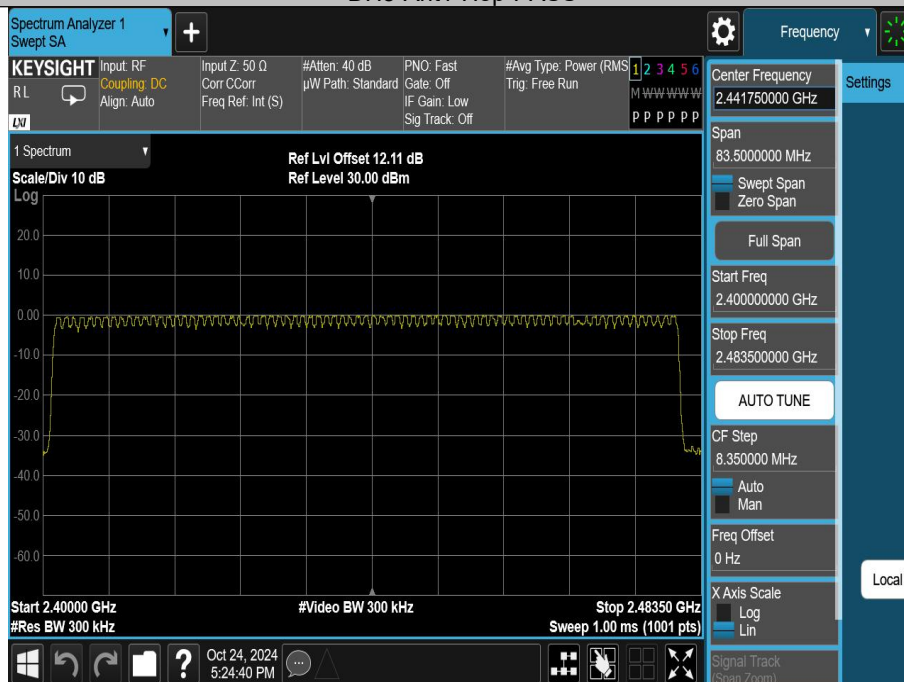 Spectrum Analyzer 1
Swept SA
+
Frequency
KEYSIGHT
RL
LXI
Input: RF
Coupling: DC
Align: Auto
Input Z: 50 Ω
Corr CCorr
Freq Ref: Int (S)
#Atten: 40 dB
µW Path: Standard
PNO: Fast
Gate: Off
IF Gain: Low
Sig Track: Off
#Avg Type: Power (RMS
Trig: Free Run
1 2 3 4 5 6
M W W W W W
P P P P P P
Center Frequency
2.441750000 GHz
Settings
Span
83.5000000 MHz
Swept Span
Zero Span
Full Span
Start Freq
2.400000000 GHz
Stop Freq
2.483500000 GHz
AUTO TUNE
CF Step
8.350000 MHz
Auto
Man
Freq Offset
0 Hz
Local
X Axis Scale
Log
Lin
Signal Track
(Span Zoom)
1 Spectrum
Scale/Div 10 dB
Log
Ref Lvl Offset 12.11 dB
Ref Level 30.00 dBm
20.0
10.0
0.00
-10.0
-20.0
-30.0
-40.0
-50.0
-60.0
Start 2.40000 GHz
#Res BW 300 kHz
#Video BW 300 kHz
Stop 2.48350 GHz
Sweep 1.00 ms (1001 pts)
?
Oct 24, 2024
5:24:40 PM